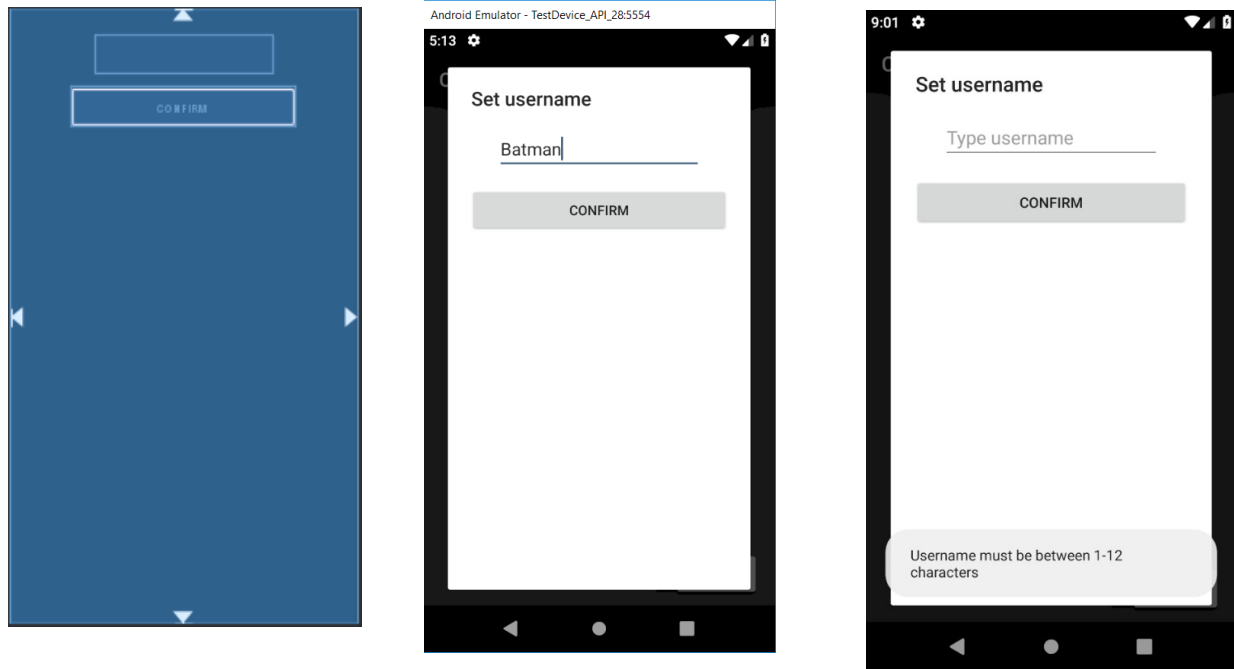 CONFIRM
Android Emulator - TestDevice_API_28:5554
5:13
C
Set username
Batman
CONFIRM
9:01
C
Set username
Type username
CONFIRM
Username must be between 1-12
characters